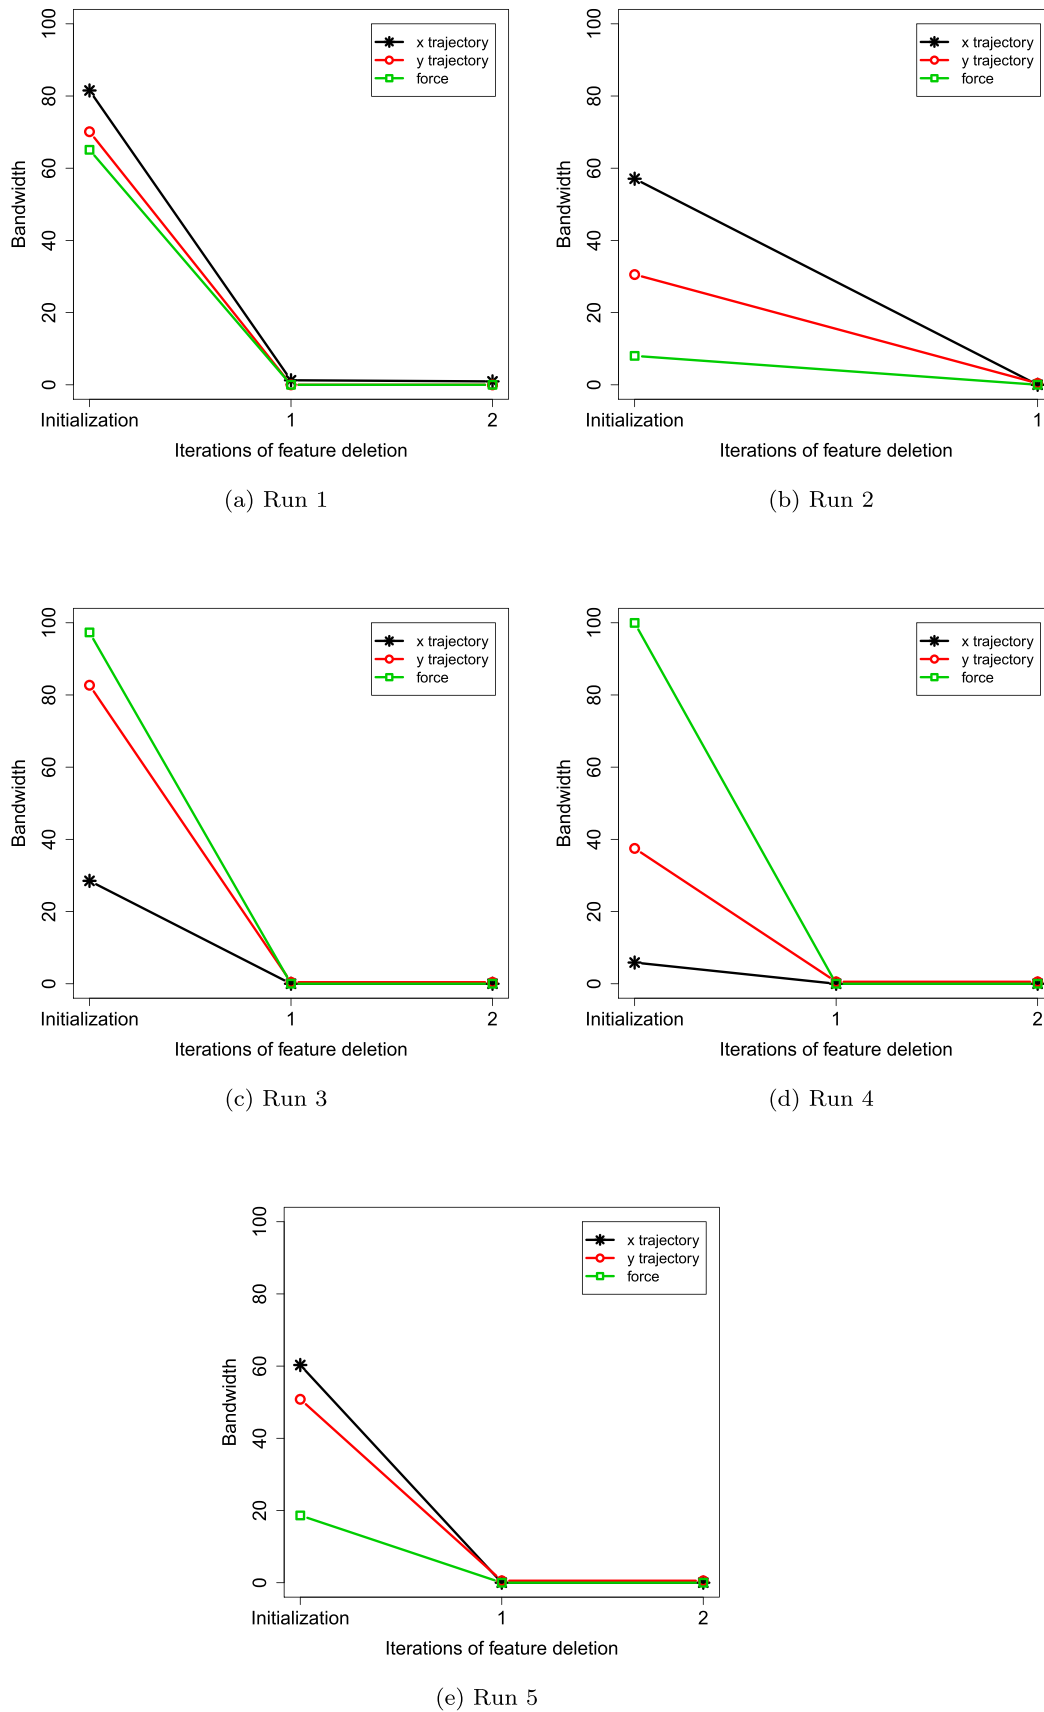 100
80
60
40
20
0
Bandwidth
x trajectory
y trajectory
force
Initialization 1 2
Iterations of feature deletion
(a) Run 1
100
80
60
40
20
0
Bandwidth
x trajectory
y trajectory
force
Initialization 1
Iterations of feature deletion
(b) Run 2
100
80
60
40
20
0
Bandwidth
x trajectory
y trajectory
force
Initialization 1 2
Iterations of feature deletion
(c) Run 3
100
80
60
40
20
0
Bandwidth
x trajectory
y trajectory
force
Initialization 1 2
Iterations of feature deletion
(d) Run 4
100
80
60
40
20
0
Bandwidth
x trajectory
y trajectory
force
Initialization 1 2
Iterations of feature deletion
(e) Run 5